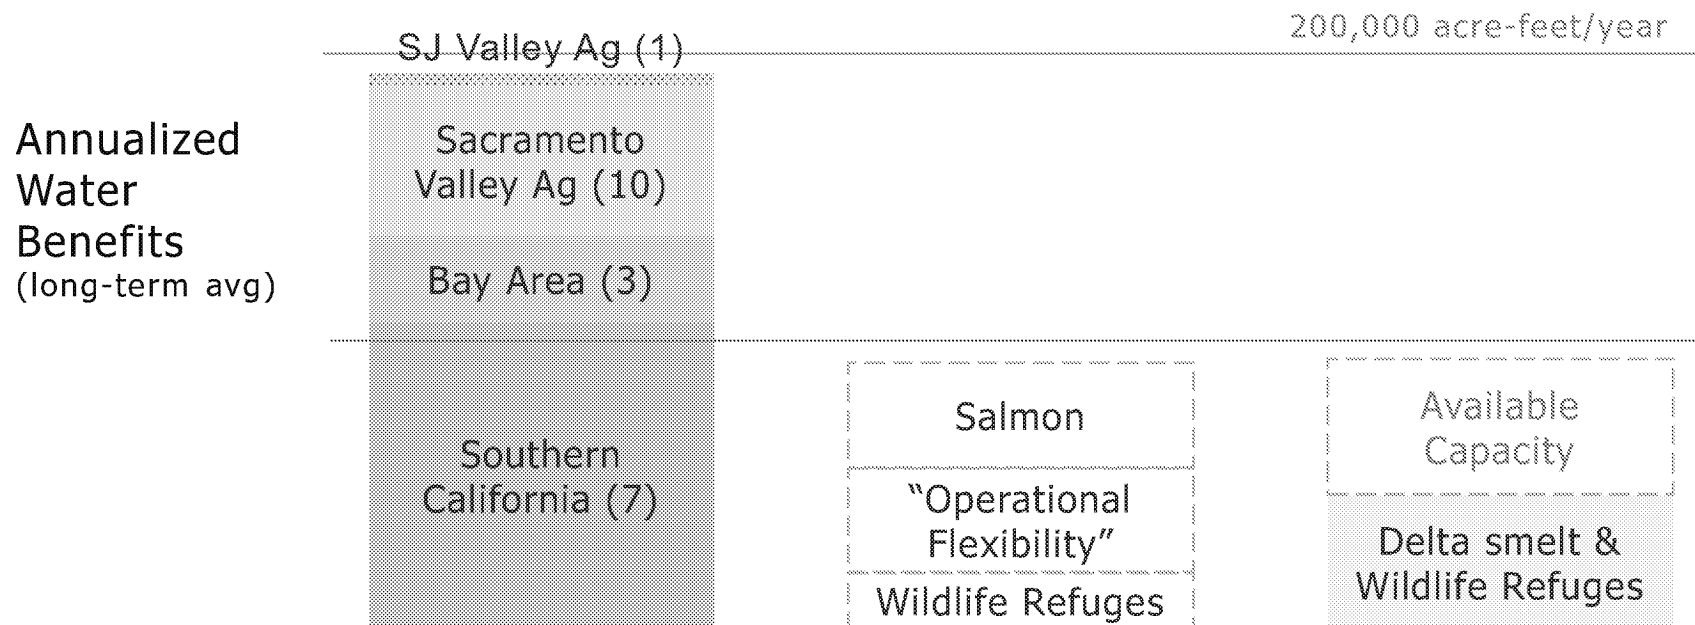 200,000 acre-feet/year
SJ Valley Ag (1)
Annualized
Water
Benefits
(long-term avg)
Sacramento
Valley Ag (10)
Bay Area (3)
Southern
California (7)
Salmon
“Operational
Flexibility”
Wildlife Refuges
Available
Capacity
Delta smelt &
Wildlife Refuges